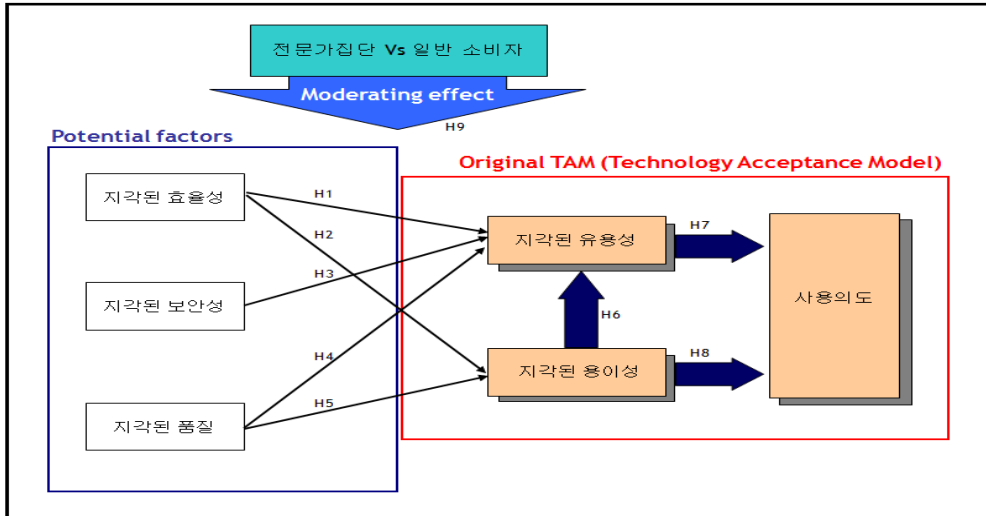 전문가집단 Vs 일반 소비자
Moderating effect
H9
Potential factors
Original TAM (Technology Acceptance Model)
지각된 효율성
H1
H2
지각된 유용성
H7
H3
지각된 보안성
사용의도
H6
H4
지각된 용이성
H8
H5
지각된 품질